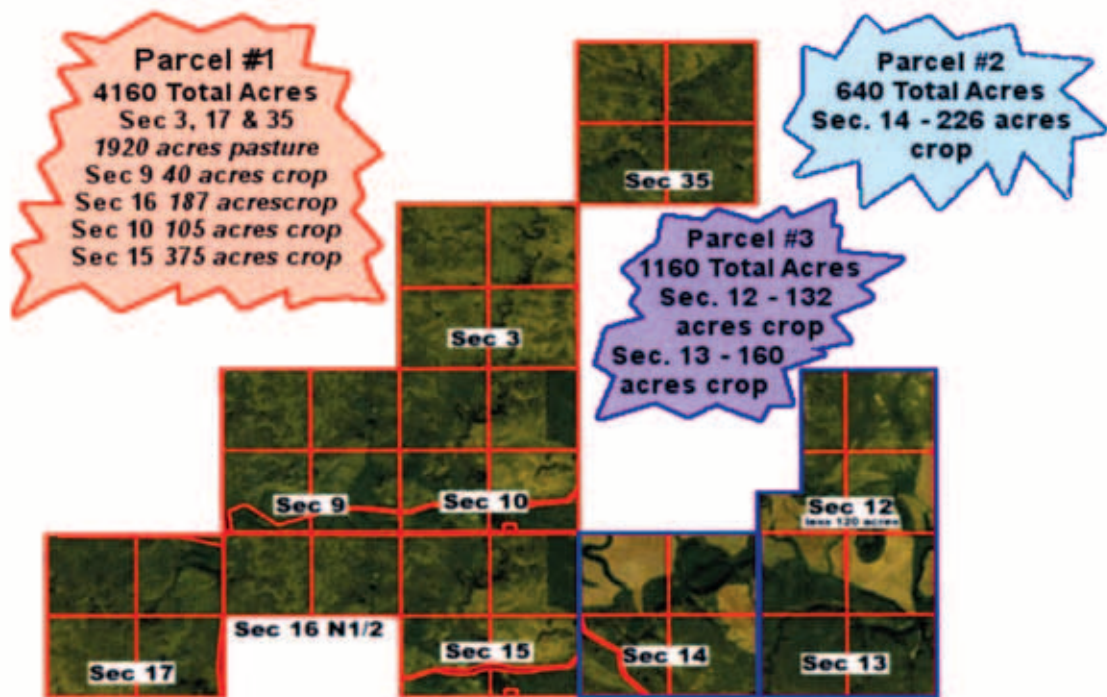 Parcel #1
4160 Total Acres
Sec 3, 17 & 35
1920 acres pasture
Sec 9 40 acres crop
Sec 16 187 acrescrop
Sec 10 105 acres crop
Sec 15 375 acres crop
Parcel #2
640 Total Acres
Sec. 14 - 226 acres
crop
Sec 35
Parcel #3
1160 Total Acres
Sec. 12 - 132
acres crop
Sec. 13 - 160
acres crop
Sec 3
Sec 9
Sec 10
Sec 12
less 120 acres
Sec 16 N1/2
Sec 17
Sec 15
Sec 14
Sec 13